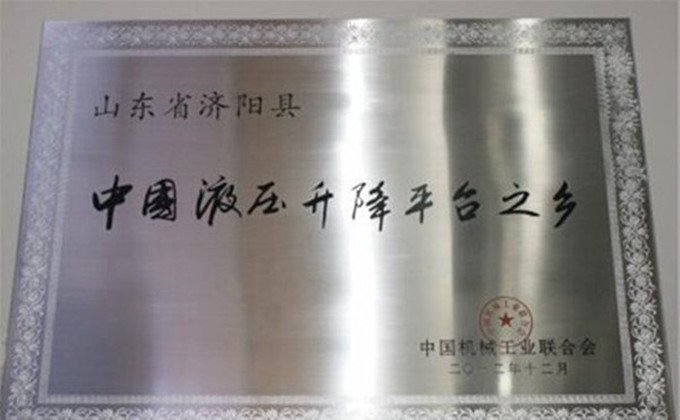 山东省济阳县
中國液压升降平台之乡
中国机械工业联合会
二〇一二年十二月